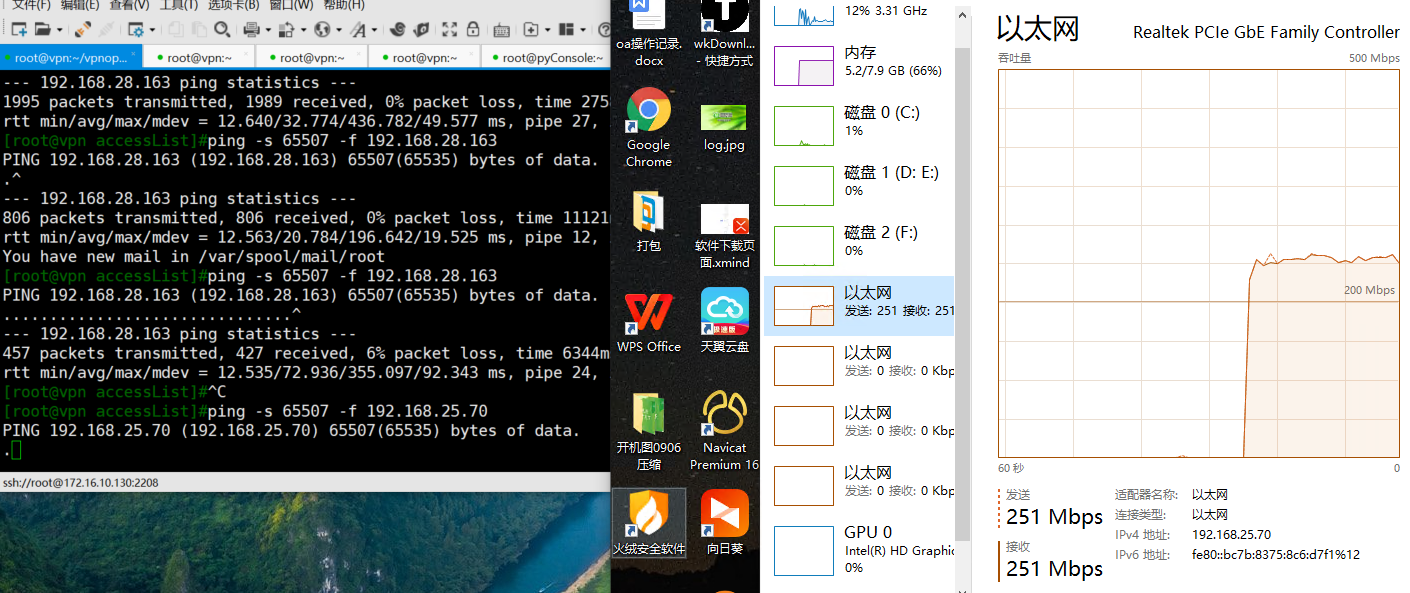 文件(F) 编辑(E) 查看(V) 工具(T) 选项卡(B) 窗口(W) 帮助(H)
root@vpn:~/vpnop...
root@vpn:~
root@vpn:~
root@vpn:~
root@pyConsole:~
--- 192.168.28.163 ping statistics ---
1995 packets transmitted, 1989 received, 0% packet loss, time 2758
rtt min/avg/max/mdev = 12.640/32.774/436.782/49.577 ms, pipe 27,
[root@vpn accessList]#ping -s 65507 -f 192.168.28.163
PING 192.168.28.163 (192.168.28.163) 65507(65535) bytes of data.
.^
--- 192.168.28.163 ping statistics ---
806 packets transmitted, 806 received, 0% packet loss, time 11121
rtt min/avg/max/mdev = 12.563/20.784/196.642/19.525 ms, pipe 12,
You have new mail in /var/spool/mail/root
[root@vpn accessList]#ping -s 65507 -f 192.168.28.163
PING 192.168.28.163 (192.168.28.163) 65507(65535) bytes of data.
..............................^
--- 192.168.28.163 ping statistics ---
457 packets transmitted, 427 received, 6% packet loss, time 6344m
rtt min/avg/max/mdev = 12.535/72.936/355.097/92.343 ms, pipe 24,
[root@vpn accessList]#^C
[root@vpn accessList]#ping -s 65507 -f 192.168.25.70
PING 192.168.25.70 (192.168.25.70) 65507(65535) bytes of data.
.
ssh://root@172.16.10.130:2208
oa操作记录.
docx
wkDownl...
- 快捷方式
Google
Chrome
log.jpg
打包
软件下载页
面.xmind
WPS Office
极速版
天翼云盘
开机图0906
压缩
Navicat
Premium 16
火绒安全软件
向日葵
12% 3.31 GHz
内存
5.2/7.9 GB (66%)
磁盘 0 (C:)
1%
磁盘 1 (D: E:)
0%
磁盘 2 (F:)
0%
以太网
发送: 251 接收: 251
以太网
发送: 0 接收: 0 Kbp
以太网
发送: 0 接收: 0 Kbp
以太网
发送: 0 接收: 0 Kbp
GPU 0
Intel(R) HD Graphic
0%
以太网
Realtek PCIe GbE Family Controller
吞吐量
500 Mbps
200 Mbps
60 秒
0
发送
251 Mbps
接收
251 Mbps
适配器名称: 以太网
连接类型: 以太网
IPv4 地址: 192.168.25.70
IPv6 地址: fe80::bc7b:8375:8c6:d7f1%12